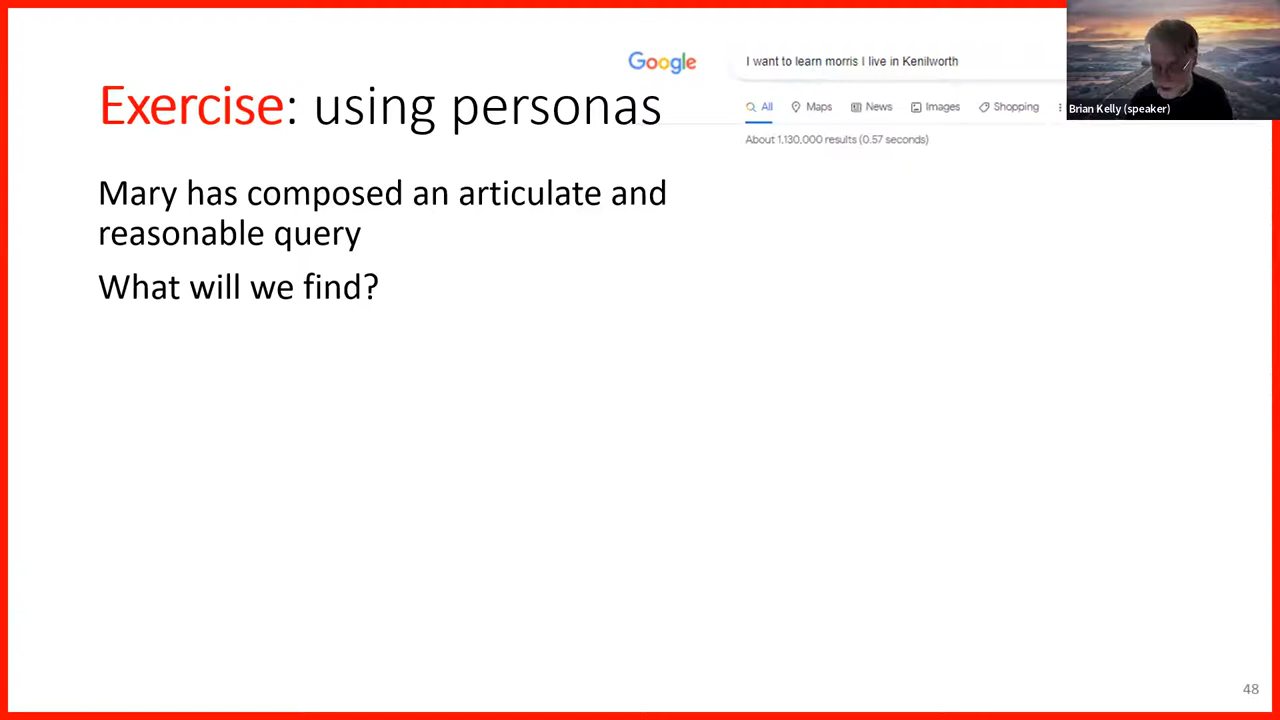 Google
I want to learn morris I live in Kenilworth
Exercise: using personas
All Maps News Images Shopping
About 1,130,000 results (0.57 seconds)
Brian Kelly (speaker)
Mary has composed an articulate and
reasonable query
What will we find?
48